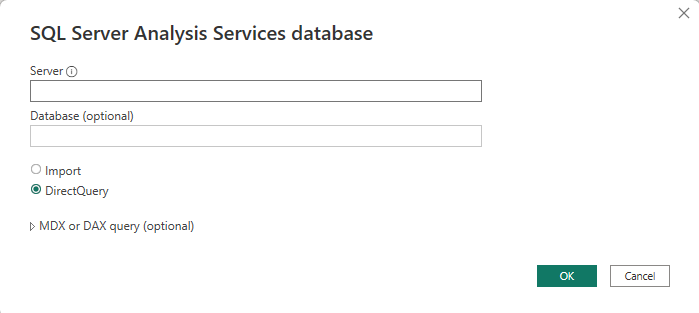 SQL Server Analysis Services database
Server
Database (optional)
Import
DirectQuery
MDX or DAX query (optional)
OK
Cancel